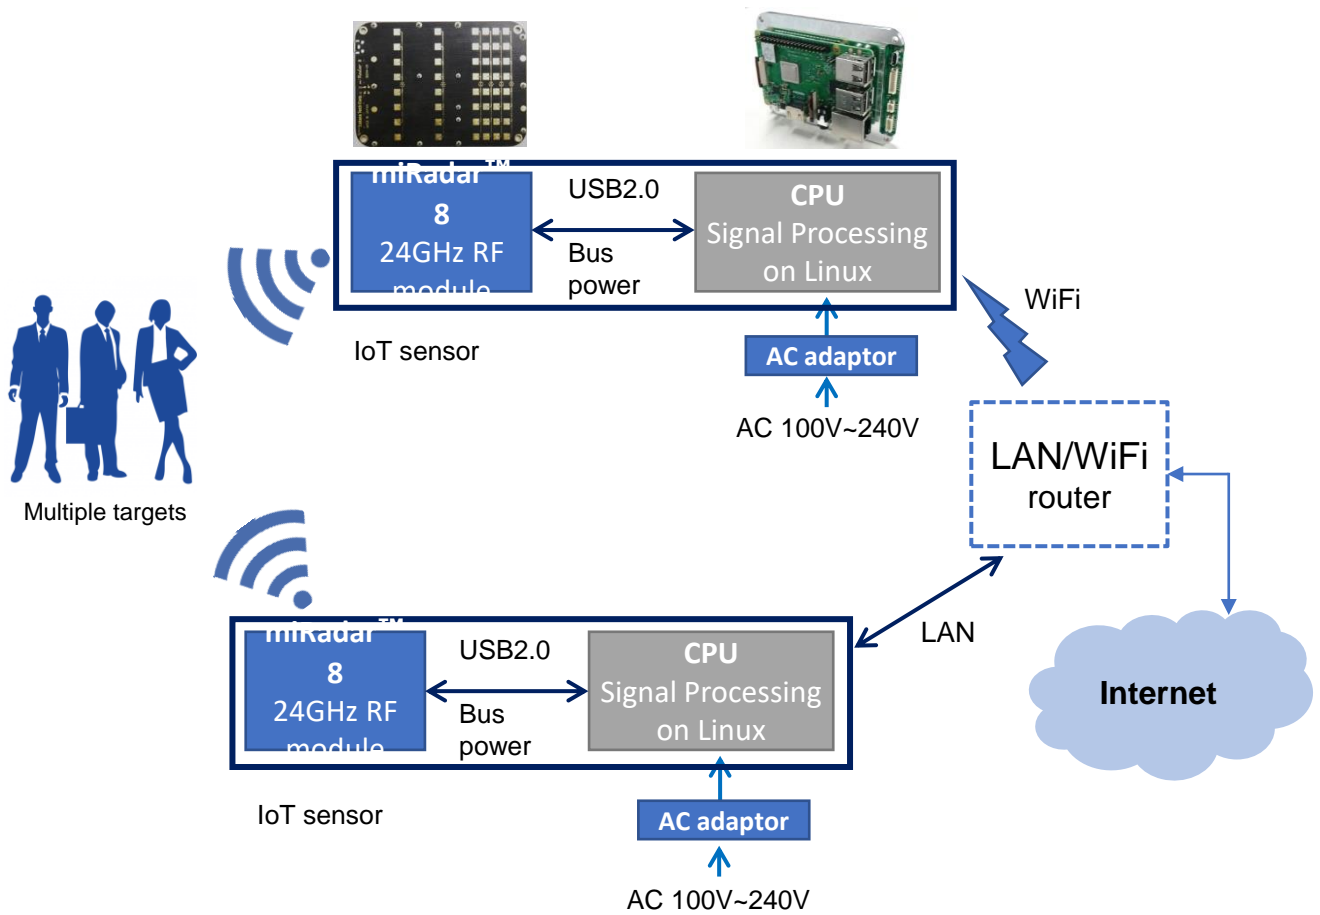 miRadar™
8
24GHz RF
module
USB2.0
Bus
power
CPU
Signal Processing
on Linux
IoT sensor
AC adaptor
AC 100V~240V
WiFi
LAN/WiFi
router
Multiple targets
miRadar™
8
24GHz RF
module
USB2.0
Bus
power
CPU
Signal Processing
on Linux
LAN
Internet
IoT sensor
AC adaptor
AC 100V~240V